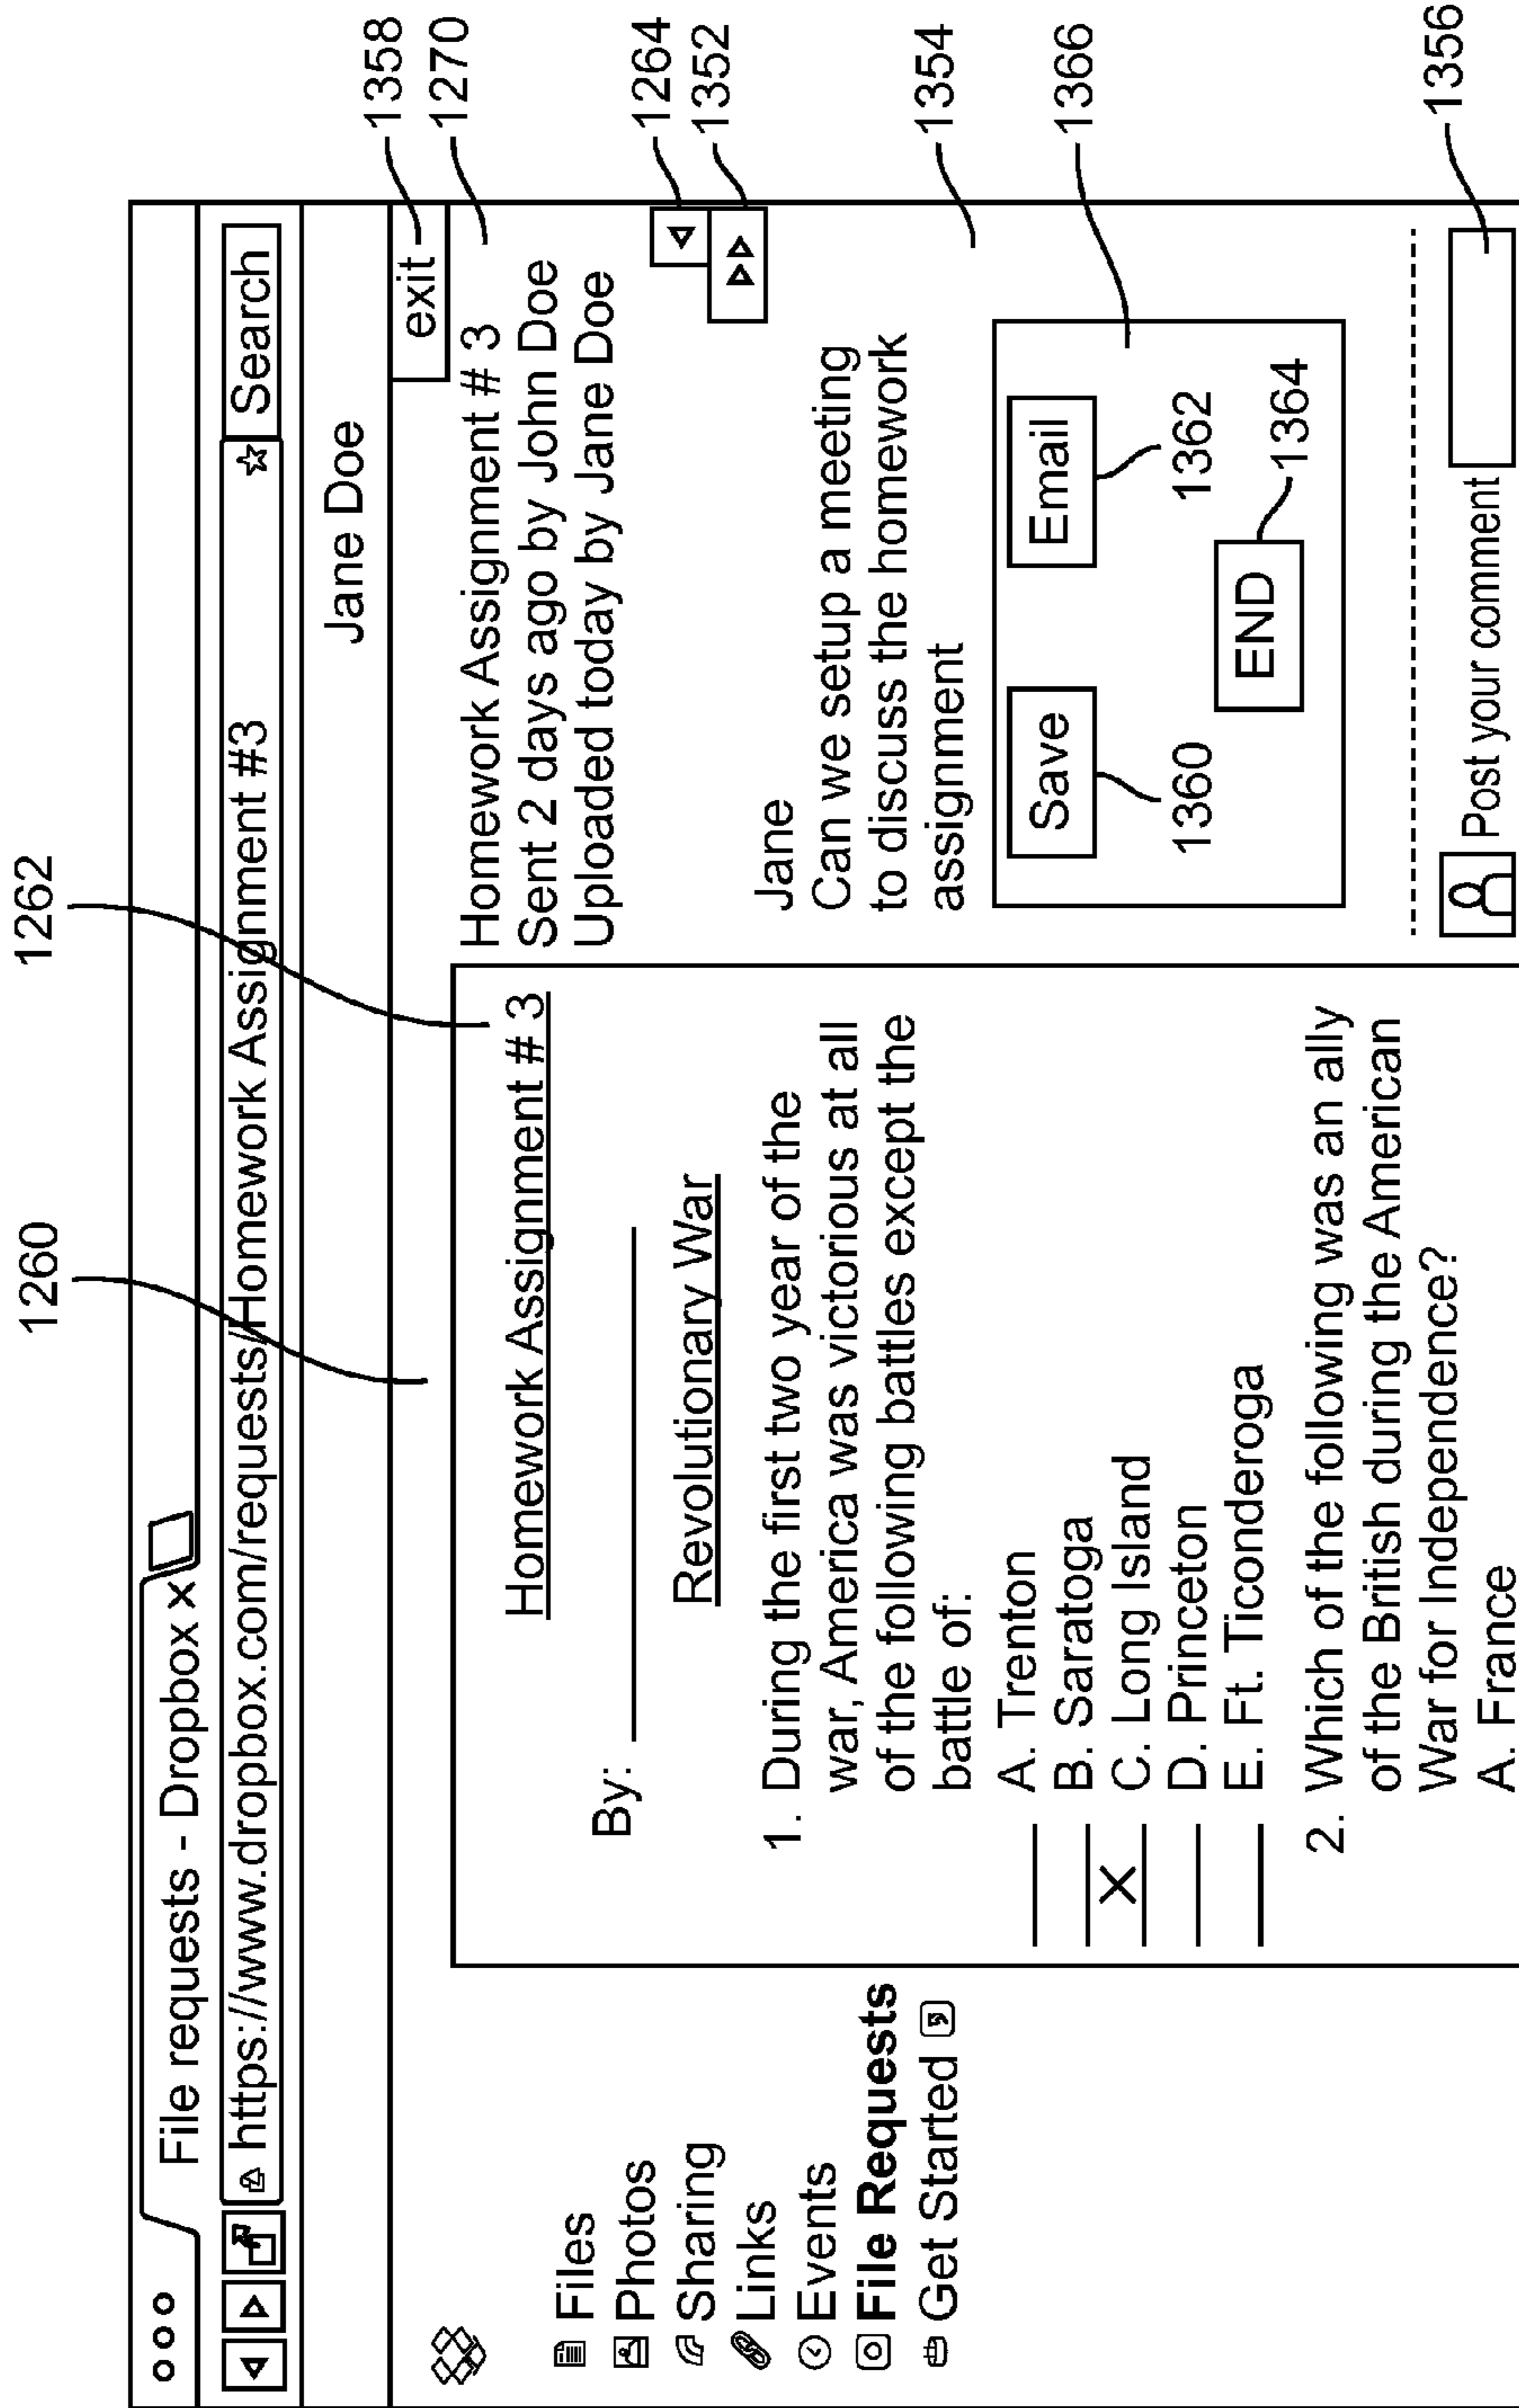 1260
1262
File requests - Dropbox x
https://www.dropbox.com/requests/Homework Assignment #3
Search
Jane Doe
exit
1358
1270
Files
Photos
Sharing
Links
Events
File Requests
Get Started
Homework Assignment # 3
By:
Revolutionary War
1. During the first two year of the
war, America was victorious at all
of the following battles except the
battle of:
A. Trenton
B. Saratoga
X C. Long Island
D. Princeton
E. Ft. Ticonderoga
2. Which of the following was an ally
of the British during the American
War for Independence?
A. France
Homework Assignment # 3
Sent 2 days ago by John Doe
Uploaded today by Jane Doe
1264
1352
Jane
Can we setup a meeting
to discuss the homework
assignment
1354
1366
Save
Email
1360
1362
END
1364
Post your comment
1356